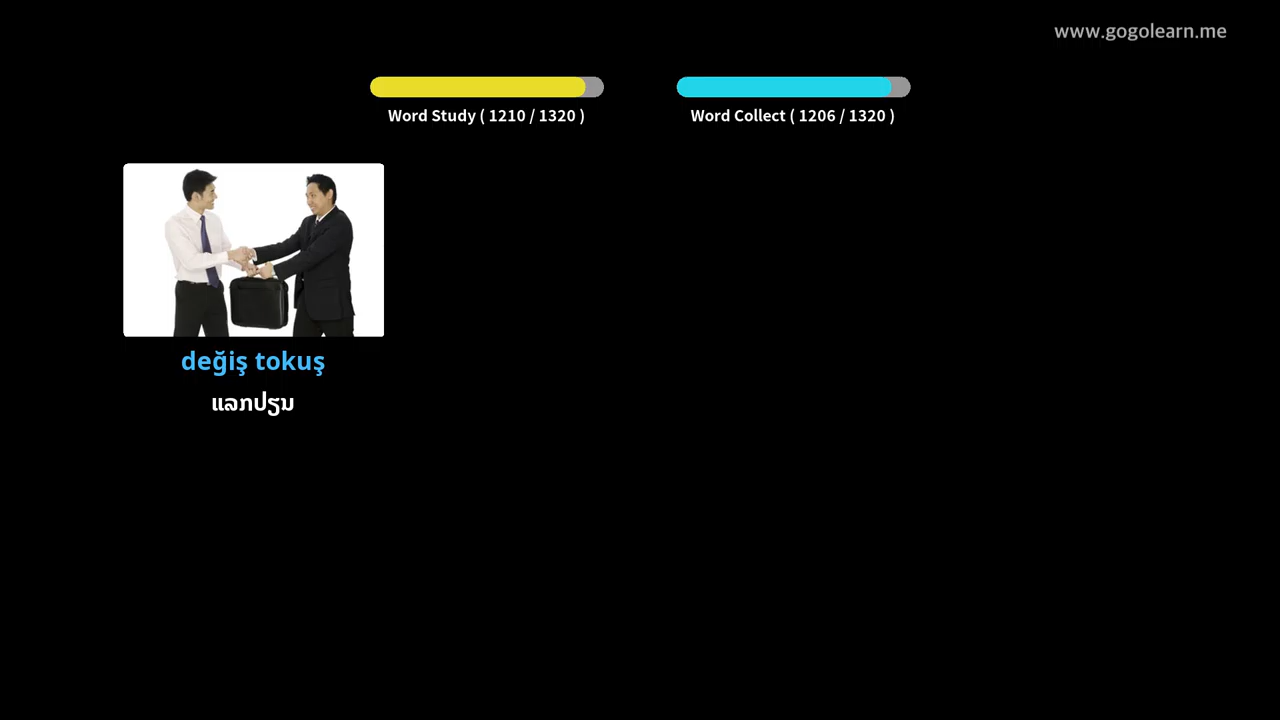 www.gogolearn.me
Word Study ( 1210 / 1320 )
Word Collect ( 1206 / 1320 )
değiş tokuş
ແລກປຽນ